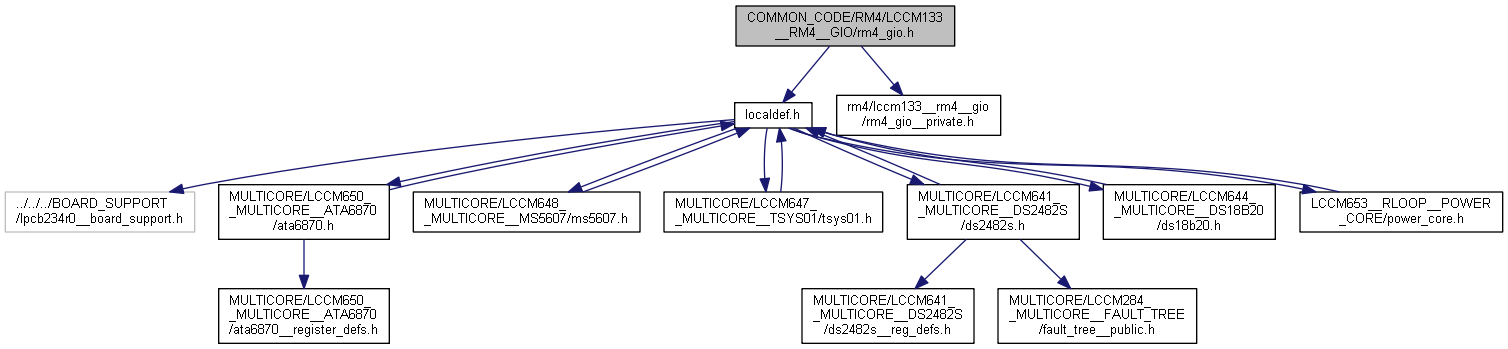 COMMON_CODE/RM4/LCCM133
__RM4__GIO/rm4_gio.h
localdef.h
rm4/lccm133__rm4__gio
/rm4_gio__private.h
../../../BOARD_SUPPORT
/lpcb234r0__board_support.h
MULTICORE/LCCM650_
_MULTICORE__ATA6870
/ata6870.h
MULTICORE/LCCM648_
_MULTICORE__MS5607/ms5607.h
MULTICORE/LCCM647_
_MULTICORE__TSYS01/tsys01.h
MULTICORE/LCCM641_
_MULTICORE__DS2482S
/ds2482s.h
MULTICORE/LCCM644_
_MULTICORE__DS18B20
/ds18b20.h
LCCM653__RLOOP__POWER
_CORE/power_core.h
MULTICORE/LCCM650_
_MULTICORE__ATA6870
/ata6870__register_defs.h
MULTICORE/LCCM641_
_MULTICORE__DS2482S
/ds2482s__reg_defs.h
MULTICORE/LCCM284_
_MULTICORE__FAULT_TREE
/fault_tree__public.h